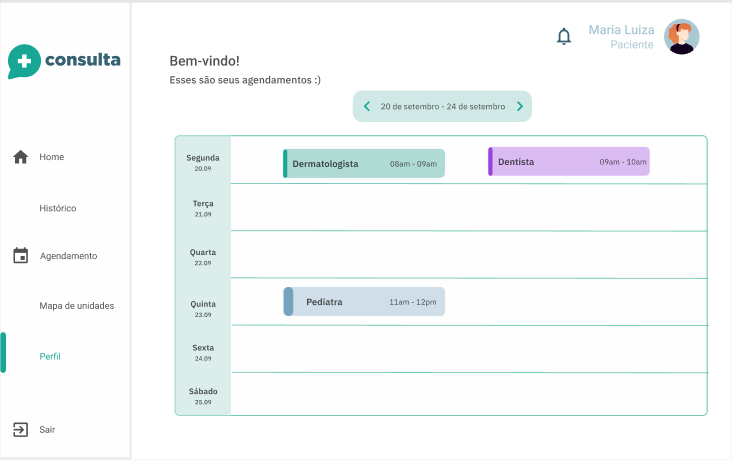 consulta
Home
Histórico
Agendamento
Mapa de unidades
Perfil
Sair
Maria Luiza
Paciente
Bem-vindo!
Esses são seus agendamentos :)
20 de setembro - 24 de setembro
Segunda
20.09
Dermatologista 08am - 09am
Dentista 09am - 10am
Terça
21.09
Quarta
22.09
Quinta
23.09
Pediatra 11am - 12pm
Sexta
24.09
Sábado
25.09